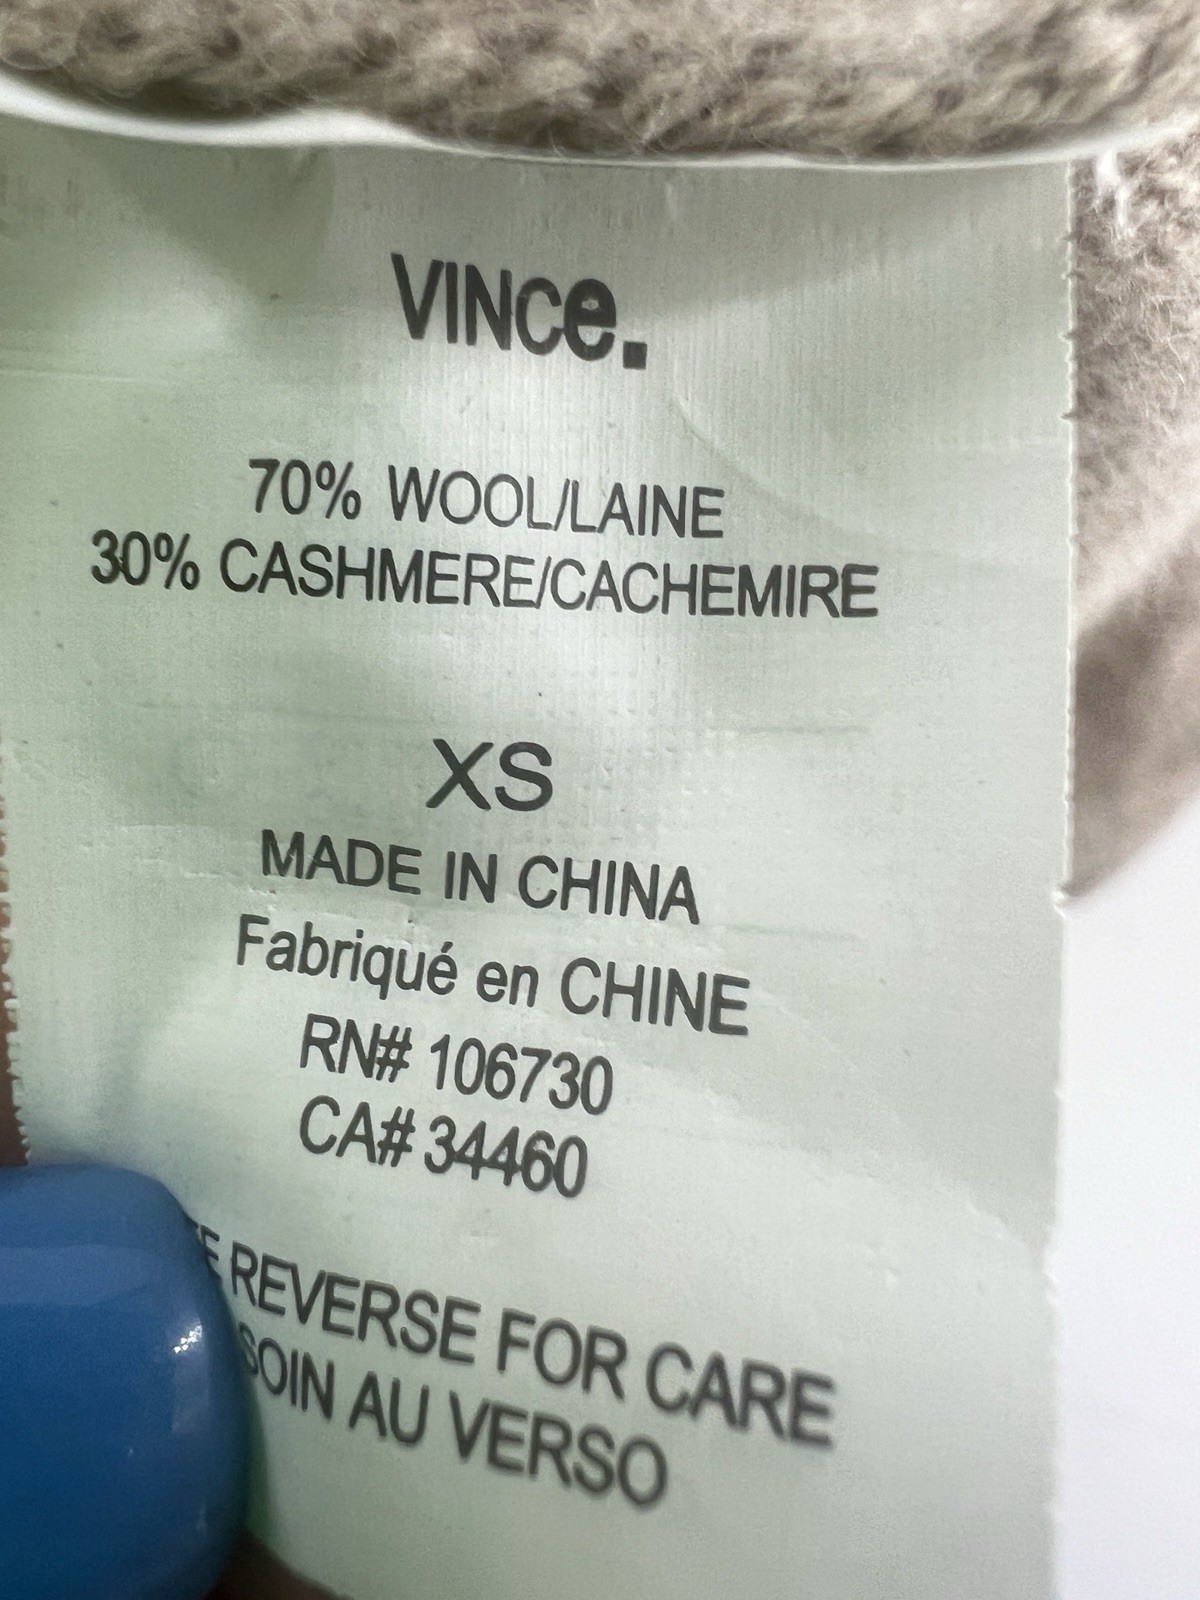 VINCe.
70% WOOL/LAINE
30% CASHMERE/CACHEMIRE
XS
MADE IN CHINA
Fabriqué en CHINE
RN# 106730
CA# 34460
REVERSE FOR CARE
SOIN AU VERSO